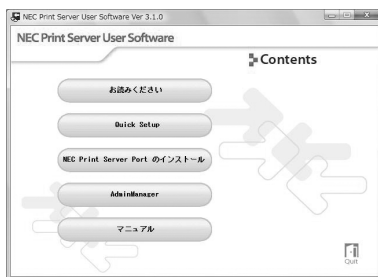 NEC Print Server User Software Ver 3.1.0
NEC Print Server User Software
Contents
お読みください
Quick Setup
NEC Print Server Port のインストール
AdminManager
マニュアル
Quit